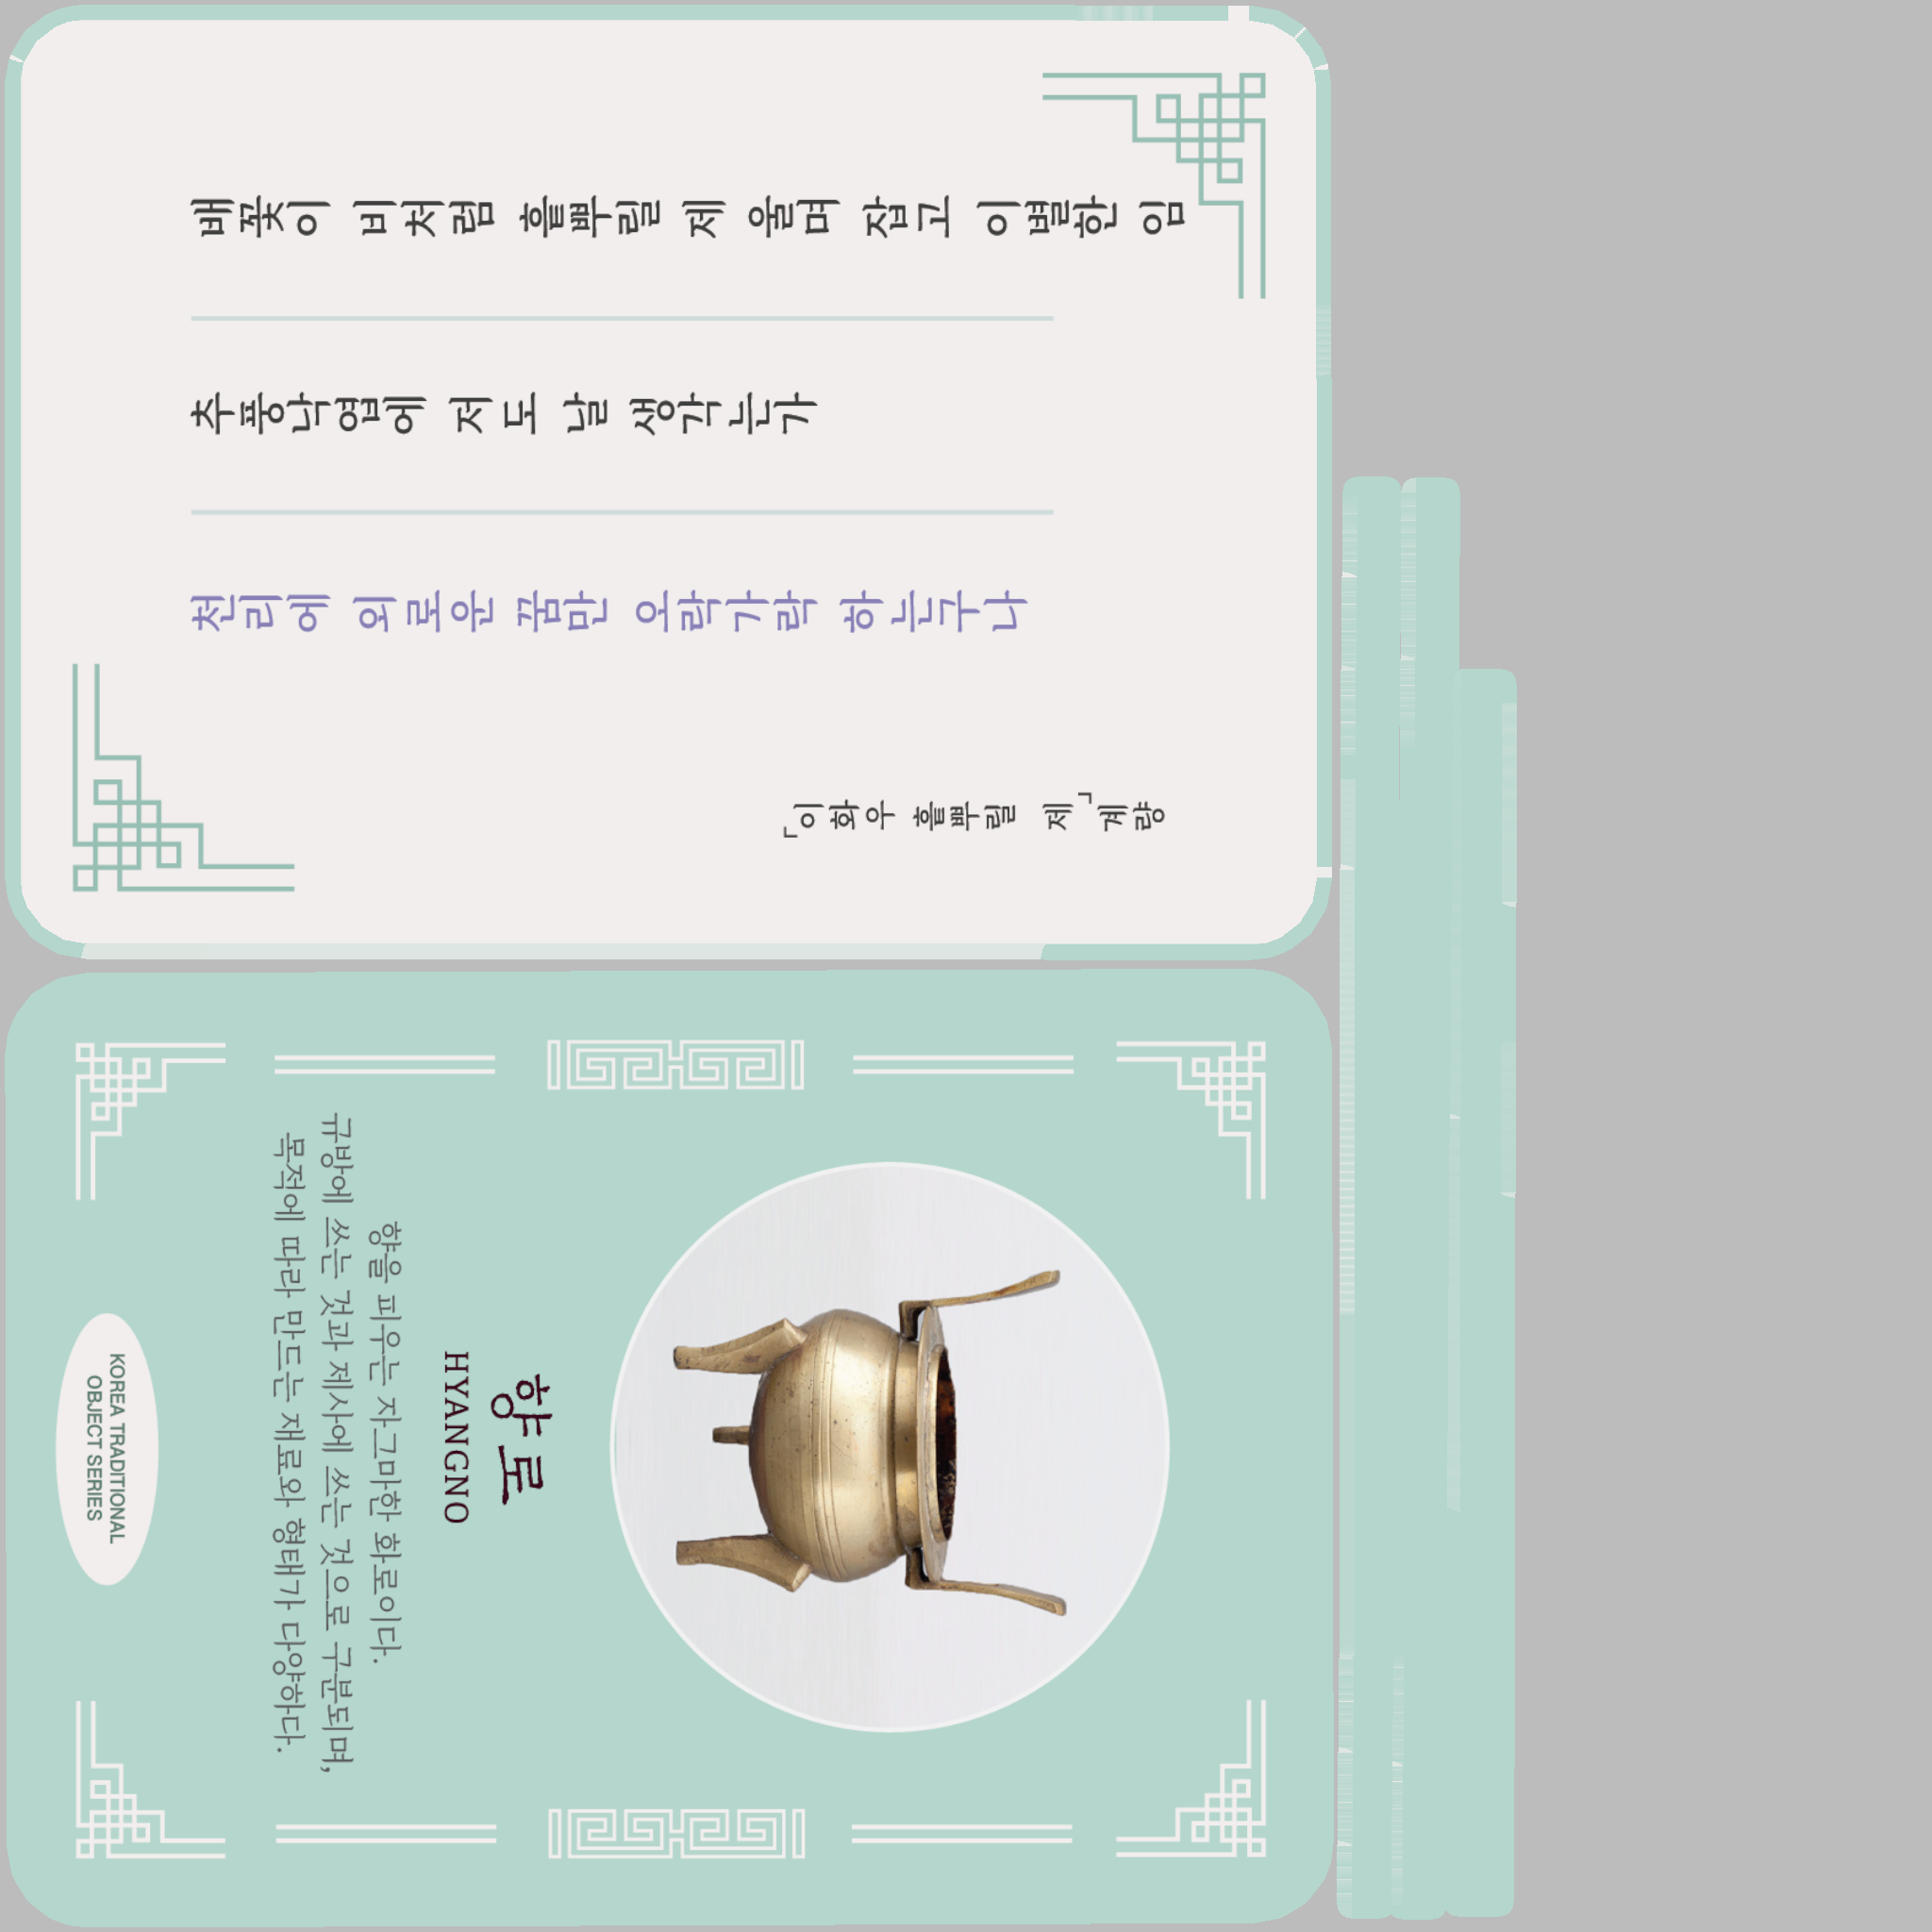 배꽃이 비처럼 흩뿌릴 제 울며 잡고 이별한 임
추풍낙엽에 저도 날 생각는가
천리에 외로운 꿈만 오락가락 하는구나
「이화우 흩뿌릴 제」계랑
향로
HYANGNO
향을 피우는 자그마한 화로이다.
규방에 쓰는 것과 제사에 쓰는 것으로 구분되며,
목적에 따라 만드는 재료와 형태가 다양하다.
KOREA TRADITIONAL
OBJECT SERIES